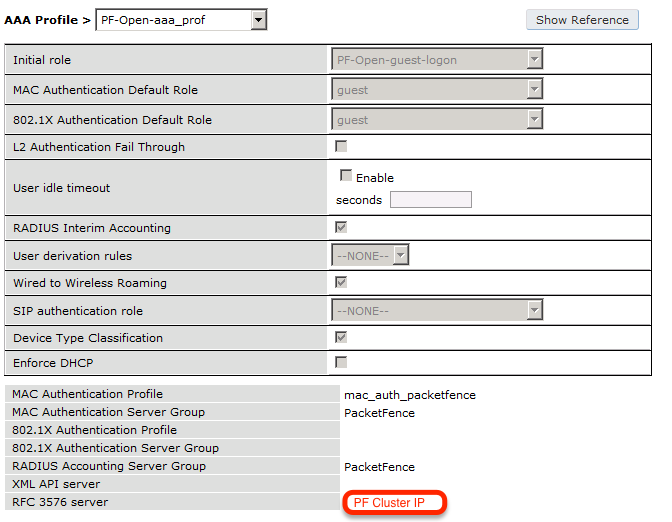 AAA Profile > PF-Open-aaa_prof Show Reference
Initial role PF-Open-guest-logon
MAC Authentication Default Role guest
802.1X Authentication Default Role guest
L2 Authentication Fail Through
User idle timeout Enable
seconds
RADIUS Interim Accounting
User derivation rules --NONE--
Wired to Wireless Roaming
SIP authentication role --NONE--
Device Type Classification
Enforce DHCP
MAC Authentication Profile mac_auth_packetfence
MAC Authentication Server Group PacketFence
802.1X Authentication Profile
802.1X Authentication Server Group
RADIUS Accounting Server Group PacketFence
XML API server
RFC 3576 server PF Cluster IP